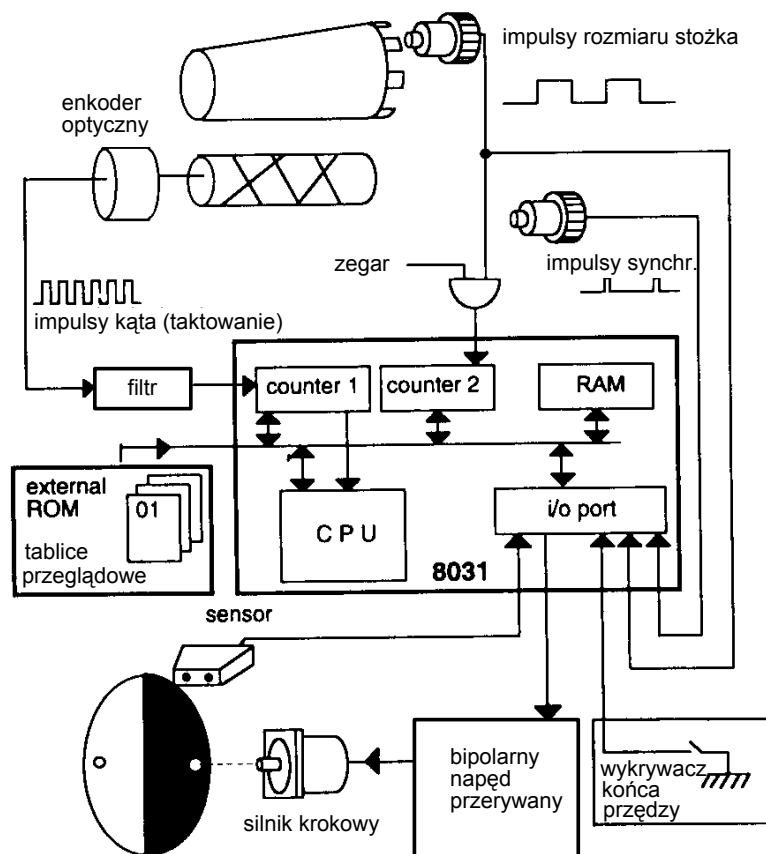 impulsy rozmiaru stożka
enkoder
optyczny
zegar
impulsy synchr.
impulsy kąta (taktowanie)
filtr
counter 1
counter 2
RAM
external
ROM
01
tablice
przeglądowe
C P U
i/o port
8031
sensor
silnik krokowy
bipolarny
napęd
przerywany
wykrywacz
końca
przędzy